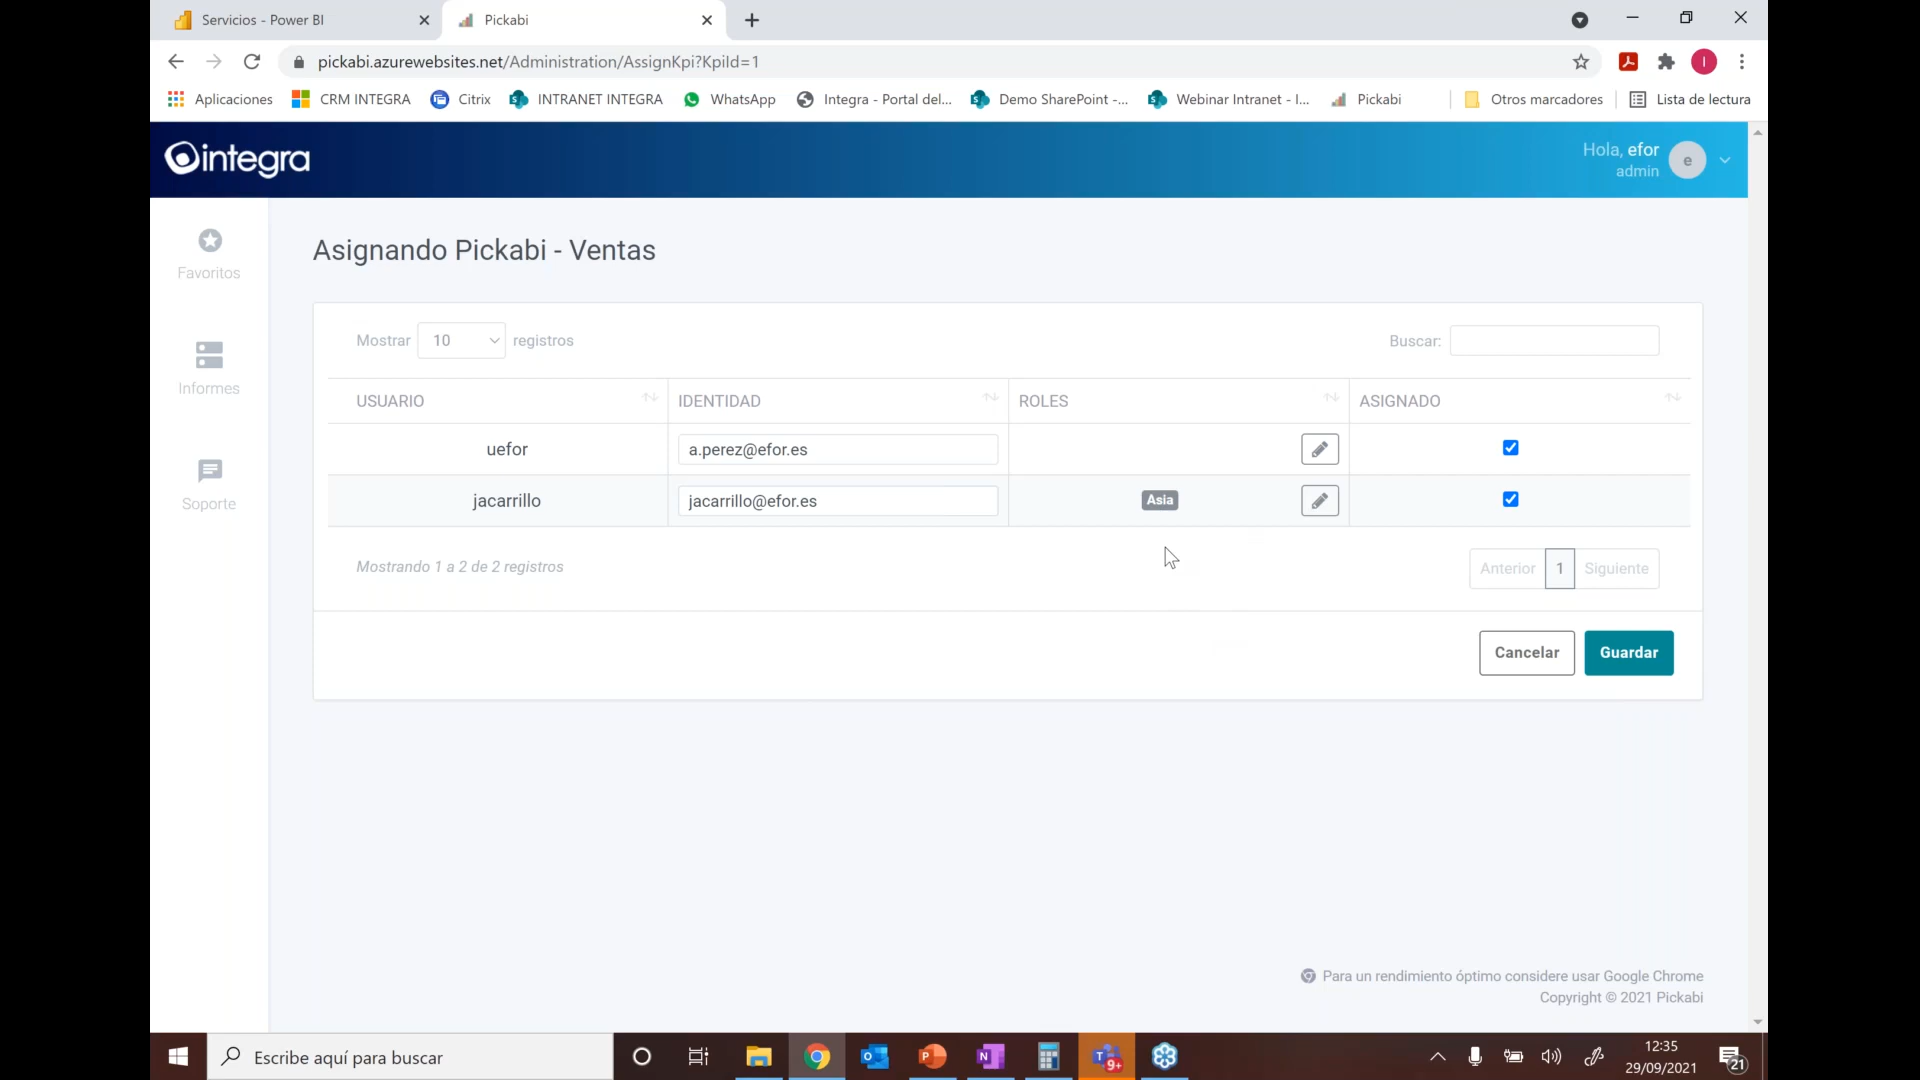 Servicios - Power BI
Pickabi
pickabi.azurewebsites.net/Administration/AssignKpi?KpiId=1
I
Aplicaciones
CRM INTEGRA
Citrix
INTRANET INTEGRA
WhatsApp
Integra - Portal del...
Demo SharePoint -...
Webinar Intranet - I...
Pickabi
Otros marcadores
Lista de lectura
integra
Hola, efor
admin
e
Favoritos
Informes
Soporte
Asignando Pickabi - Ventas
Mostrar 10 registros
Buscar:
USUARIO IDENTIDAD ROLES ASIGNADO
uefor a.perez@efor.es
jacarrillo jacarrillo@efor.es Asia
Mostrando 1 a 2 de 2 registros
Anterior 1 Siguiente
Cancelar Guardar
Para un rendimiento óptimo considere usar Google Chrome
Copyright © 2021 Pickabi
Escribe aquí para buscar
9+
12:35
29/09/2021
21